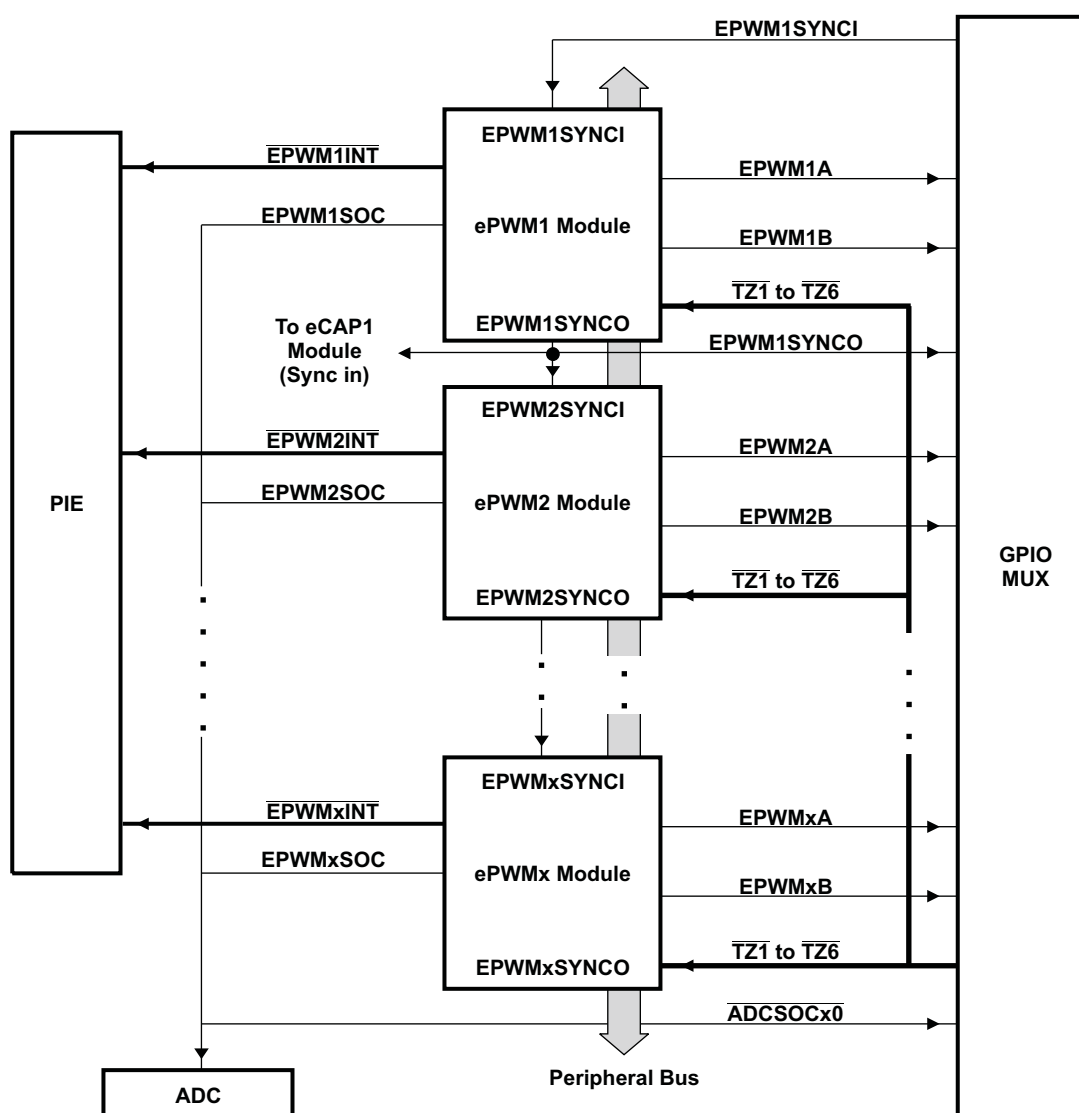 EPWM1SYNCI
EPWM1SYNCI
EPWM1INT
EPWM1A
EPWM1SOC
ePWM1 Module
EPWM1B
TZ1 to TZ6
To eCAP1
Module
(Sync in)
EPWM1SYNCO
EPWM1SYNCO
EPWM2SYNCI
EPWM2INT
EPWM2A
PIE
EPWM2SOC
ePWM2 Module
EPWM2B
GPIO
MUX
TZ1 to TZ6
EPWM2SYNCO
EPWMxSYNCI
EPWMxINT
EPWMxA
EPWMxSOC
ePWMx Module
EPWMxB
TZ1 to TZ6
EPWMxSYNCO
ADCSOCx0
Peripheral Bus
ADC